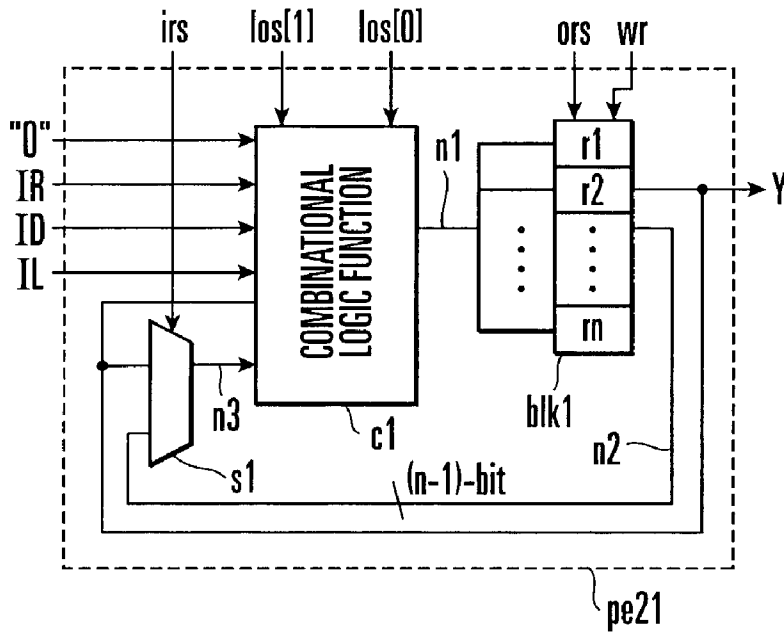 irs
los[1]
los[0]
ors
wr
"0"
IR
ID
IL
COMBINATIONAL
LOGIC FUNCTION
n1
r1
r2
rn
Y
n3
c1
blk1
n2
s1
(n-1)-bit
pe21